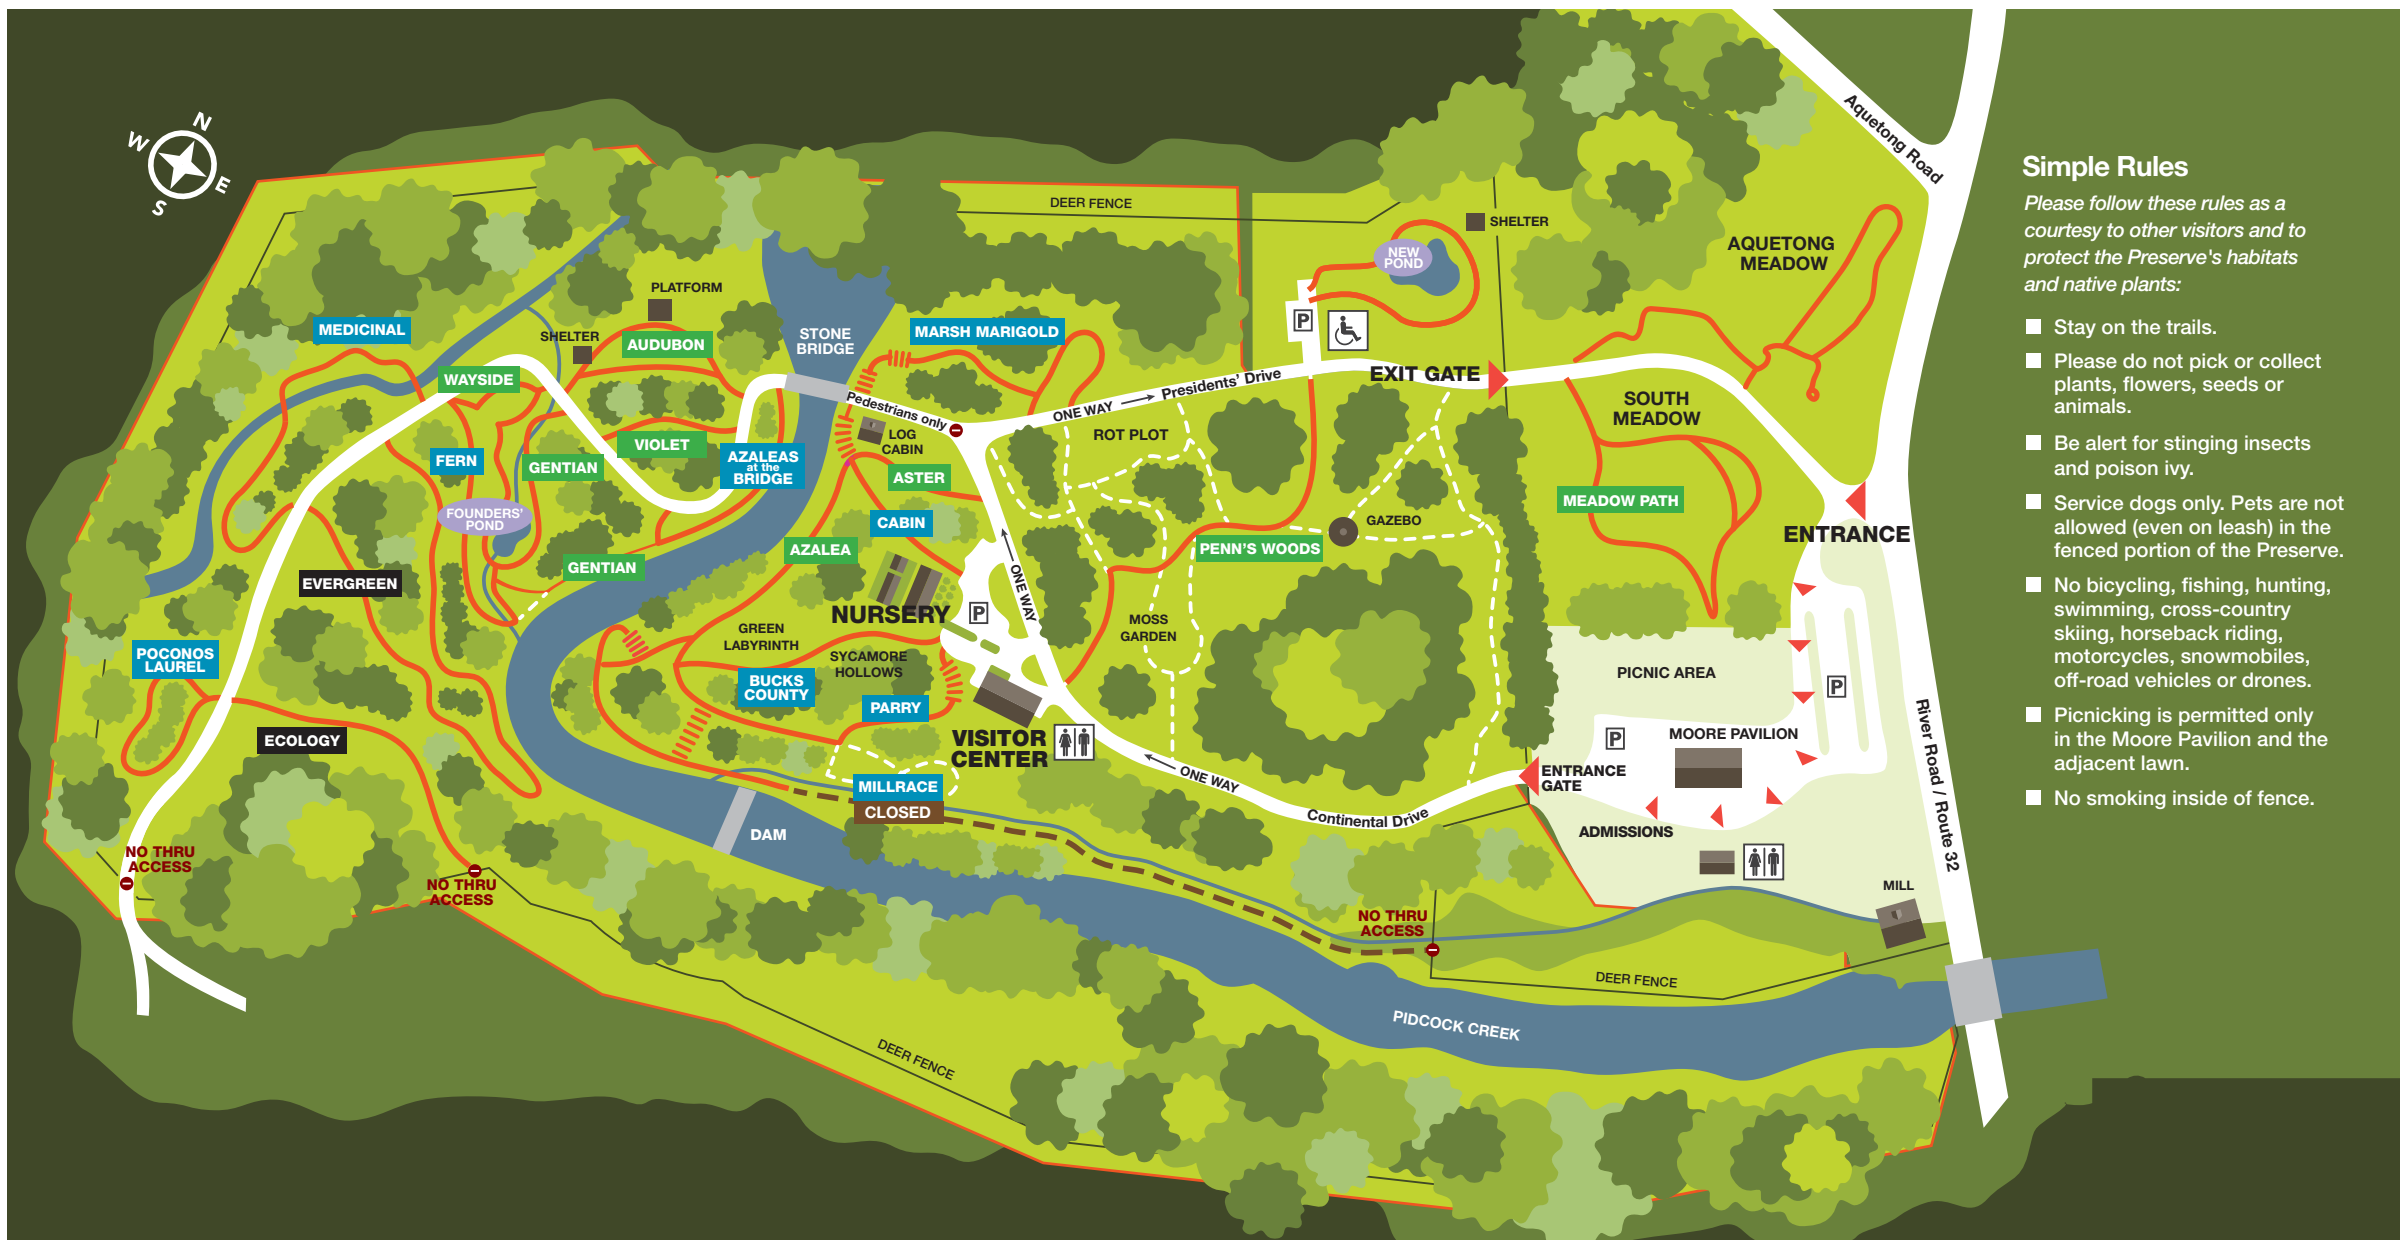 N
W
E
S
Aquetong Road
DEER FENCE
SHELTER
NEW
POND
AQUETONG
MEADOW
PLATFORM
SHELTER
MEDICINAL
AUDUBON
STONE
BRIDGE
MARSH MARIGOLD
P
WAYSIDE
Pedestrians only
ONE WAY
Presidents' Drive
EXIT GATE
SOUTH
MEADOW
LOG
CABIN
ROT PLOT
VIOLET
FERN
GENTIAN
AZALEAS
at the
BRIDGE
ASTER
MEADOW PATH
FOUNDERS'
POND
CABIN
GAZEBO
ENTRANCE
AZALEA
PENN'S WOODS
GENTIAN
EVERGREEN
ONE WAY
NURSERY
P
GREEN
LABYRINTH
MOSS
GARDEN
POCONOS
LAUREL
SYCAMORE
HOLLOWS
PICNIC AREA
BUCKS
COUNTY
P
PARRY
ECOLOGY
VISITOR
CENTER
P
MOORE PAVILION
River Road / Route 32
ONE WAY
ENTRANCE
GATE
MILLRACE
CLOSED
Continental Drive
DAM
ADMISSIONS
NO THRU
ACCESS
NO THRU
ACCESS
MILL
NO THRU
ACCESS
DEER FENCE
PIDCOCK CREEK
DEER FENCE
Simple Rules
Please follow these rules as a
courtesy to other visitors and to
protect the Preserve's habitats
and native plants:
Stay on the trails.
Please do not pick or collect
plants, flowers, seeds or
animals.
Be alert for stinging insects
and poison ivy.
Service dogs only. Pets are not
allowed (even on leash) in the
fenced portion of the Preserve.
No bicycling, fishing, hunting,
swimming, cross-country
skiing, horseback riding,
motorcycles, snowmobiles,
off-road vehicles or drones.
Picnicking is permitted only
in the Moore Pavilion and the
adjacent lawn.
No smoking inside of fence.